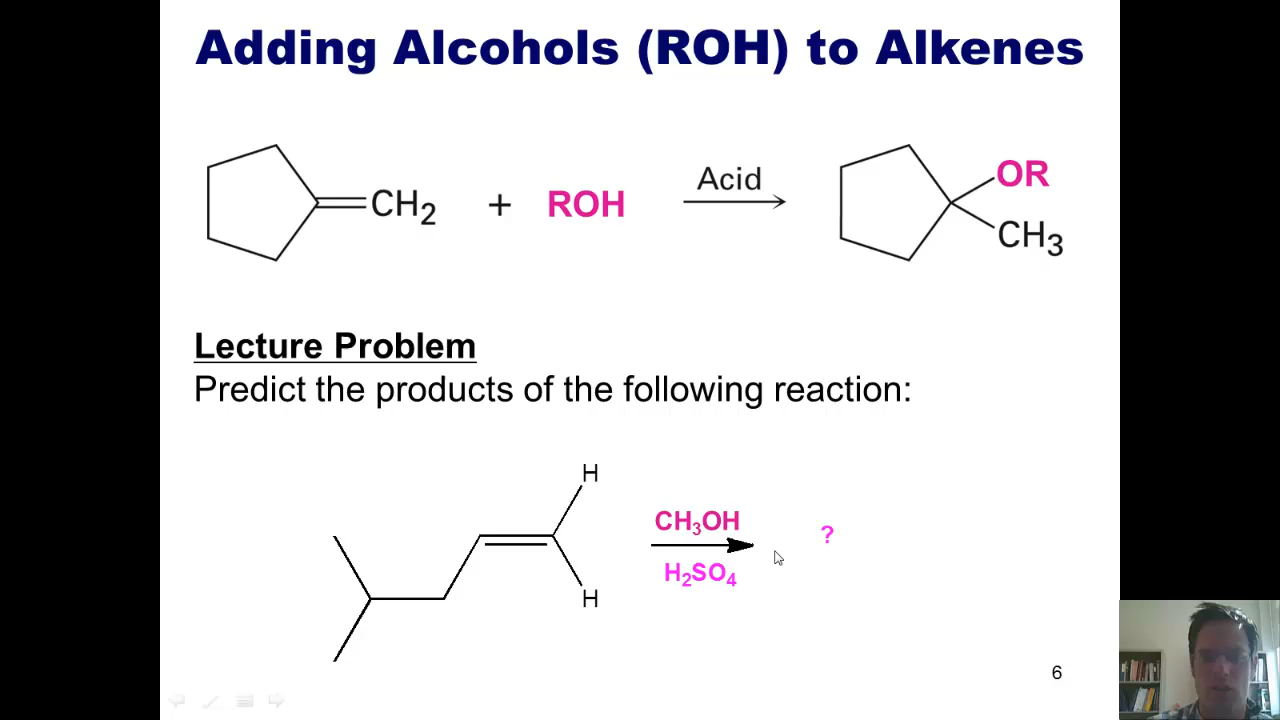 Adding Alcohols (ROH) to Alkenes
CH₂ + ROH Acid OR
CH₃
Lecture Problem
Predict the products of the following reaction:
H
CH₃OH ?
H₂SO₄
H
6